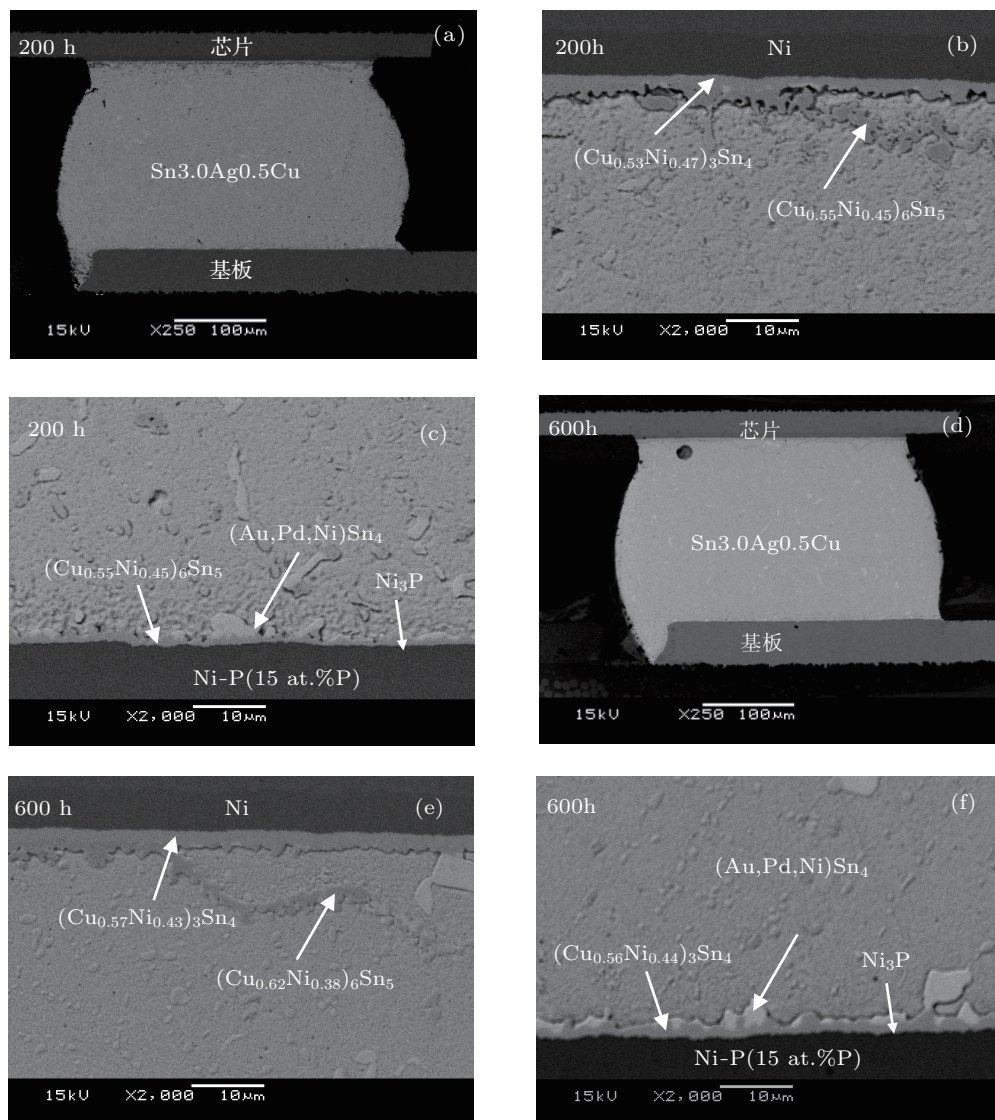 200 h
芯片
(a)
Sn3.0Ag0.5Cu
基板
15kV X250 100μm
200h
Ni
(b)
(Cu0.53Ni0.47)3Sn4
(Cu0.55Ni0.45)6Sn5
15kV X2,000 10μm
200 h
(c)
(Au,Pd,Ni)Sn4
(Cu0.55Ni0.45)6Sn5
Ni3P
Ni-P(15 at.%P)
15kV X2,000 10μm
600h
芯片
(d)
Sn3.0Ag0.5Cu
基板
15kV X250 100μm
600 h
Ni
(e)
(Cu0.57Ni0.43)3Sn4
(Cu0.62Ni0.38)6Sn5
15kV X2,000 10μm
600h
(f)
(Au,Pd,Ni)Sn4
(Cu0.56Ni0.44)3Sn4
Ni3P
Ni-P(15 at.%P)
15kV X2,000 10μm